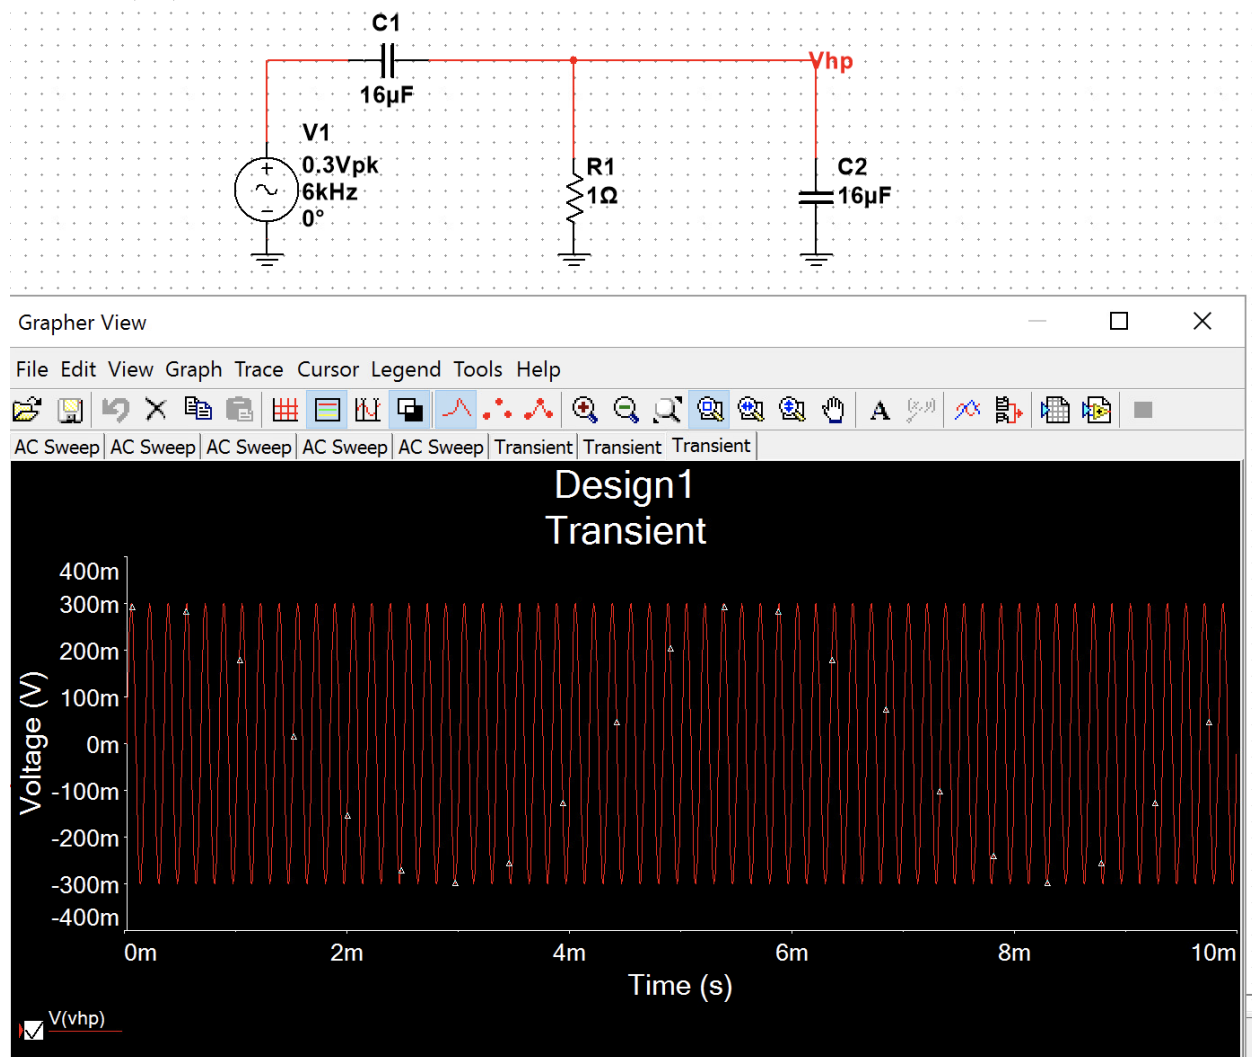 C1
16µF
Vhp
V1
0.3Vpk
6kHz
0°
R1
1Ω
C2
16µF
Grapher View
File Edit View Graph Trace Cursor Legend Tools Help
A (x,y)
AC Sweep AC Sweep AC Sweep AC Sweep AC Sweep Transient Transient Transient
Design1
Transient
400m
300m
200m
100m
0m
-100m
-200m
-300m
-400m
Voltage (V)
0m 2m 4m 6m 8m 10m
Time (s)
V(vhp)